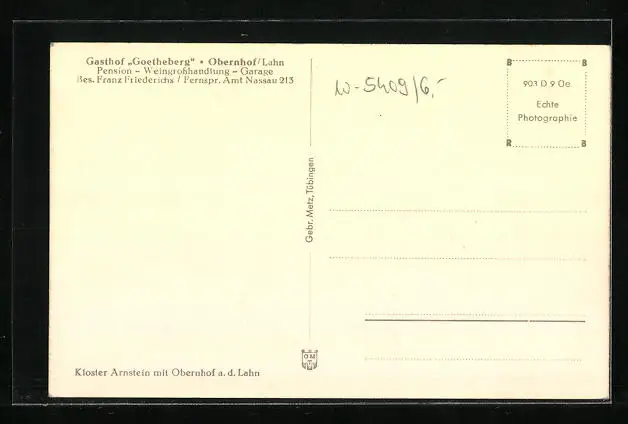 Gasthof „Goetheberg" • Obernhof/Lahn
Pension – Weingroßhandlung – Garage
Bes. Franz Friederichs / Fernspr. Amt Nassau 213
Kloster Arnstein mit Obernhof a. d. Lahn
Gebr. Metz, Tübingen
10-5409/6,-
B B
903 D 9 Oe
Echte
Photographie
R B